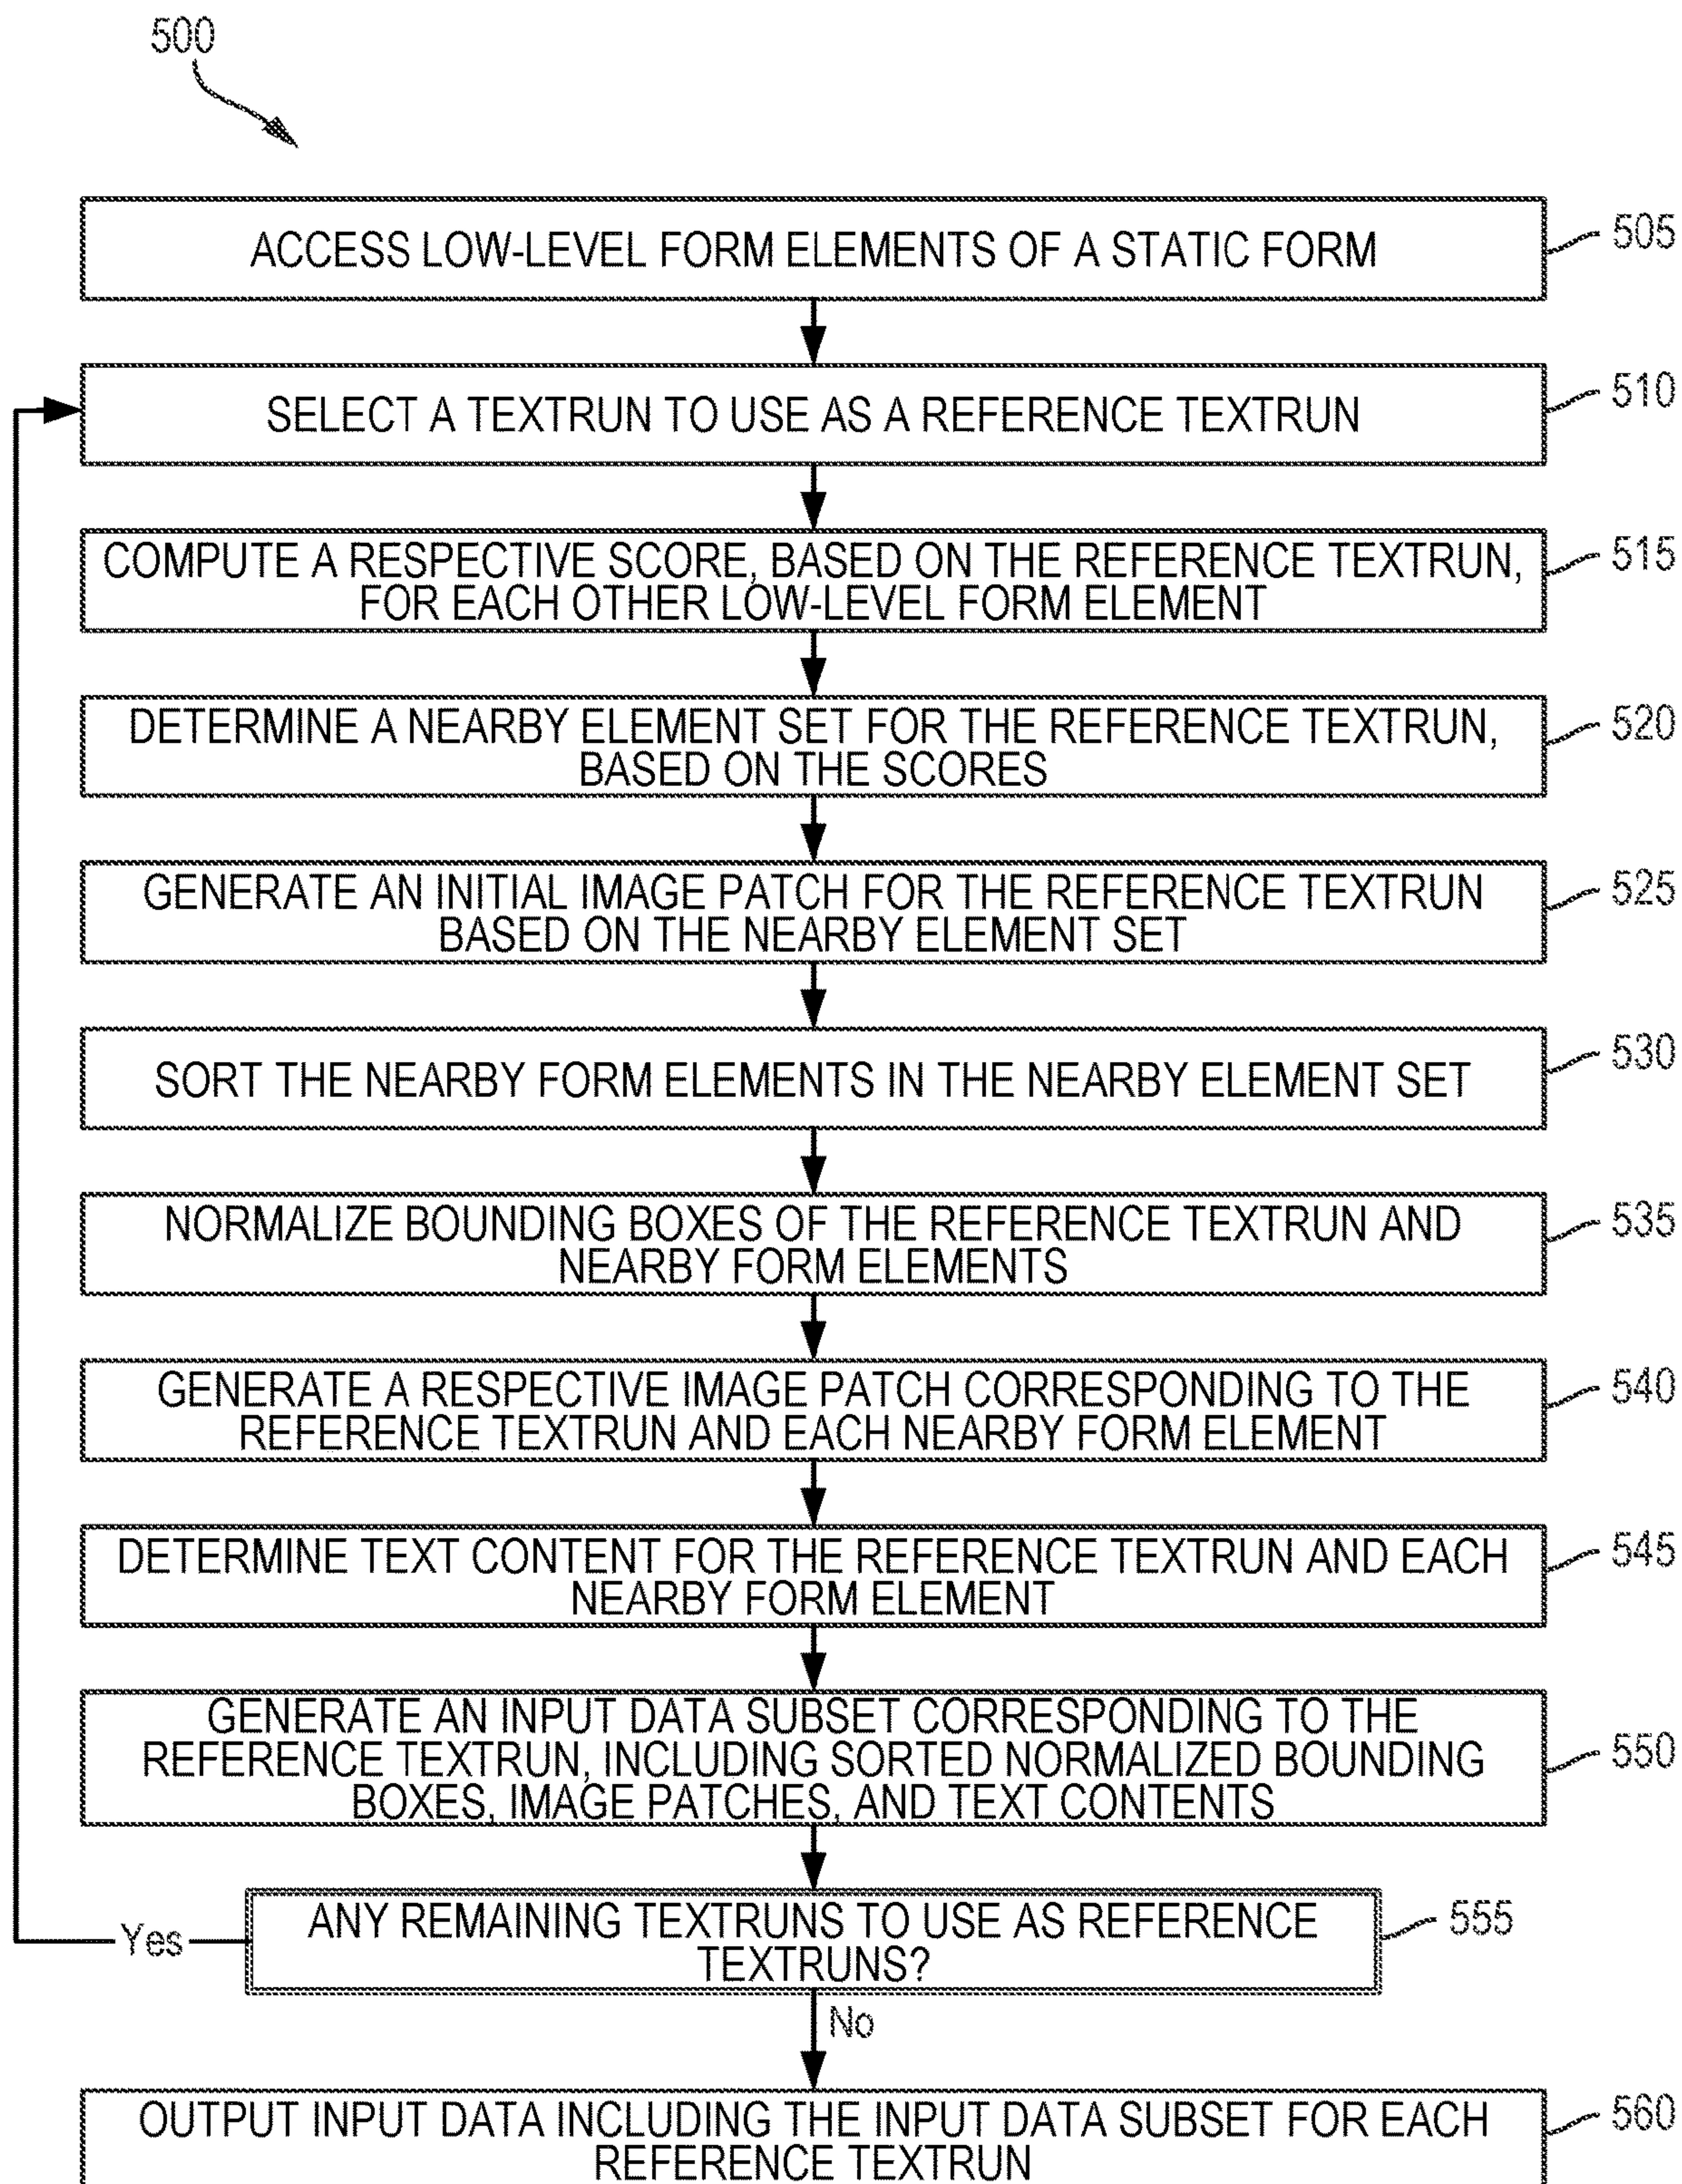 500
ACCESS LOW-LEVEL FORM ELEMENTS OF A STATIC FORM
505
SELECT A TEXTRUN TO USE AS A REFERENCE TEXTRUN
510
COMPUTE A RESPECTIVE SCORE, BASED ON THE REFERENCE TEXTRUN,
FOR EACH OTHER LOW-LEVEL FORM ELEMENT
515
DETERMINE A NEARBY ELEMENT SET FOR THE REFERENCE TEXTRUN,
BASED ON THE SCORES
520
GENERATE AN INITIAL IMAGE PATCH FOR THE REFERENCE TEXTRUN
BASED ON THE NEARBY ELEMENT SET
525
SORT THE NEARBY FORM ELEMENTS IN THE NEARBY ELEMENT SET
530
NORMALIZE BOUNDING BOXES OF THE REFERENCE TEXTRUN AND
NEARBY FORM ELEMENTS
535
GENERATE A RESPECTIVE IMAGE PATCH CORRESPONDING TO THE
REFERENCE TEXTRUN AND EACH NEARBY FORM ELEMENT
540
DETERMINE TEXT CONTENT FOR THE REFERENCE TEXTRUN AND EACH
NEARBY FORM ELEMENT
545
GENERATE AN INPUT DATA SUBSET CORRESPONDING TO THE
REFERENCE TEXTRUN, INCLUDING SORTED NORMALIZED BOUNDING
BOXES, IMAGE PATCHES, AND TEXT CONTENTS
550
ANY REMAINING TEXTRUNS TO USE AS REFERENCE
TEXTRUNS?
555
Yes
No
OUTPUT INPUT DATA INCLUDING THE INPUT DATA SUBSET FOR EACH
REFERENCE TEXTRUN
560